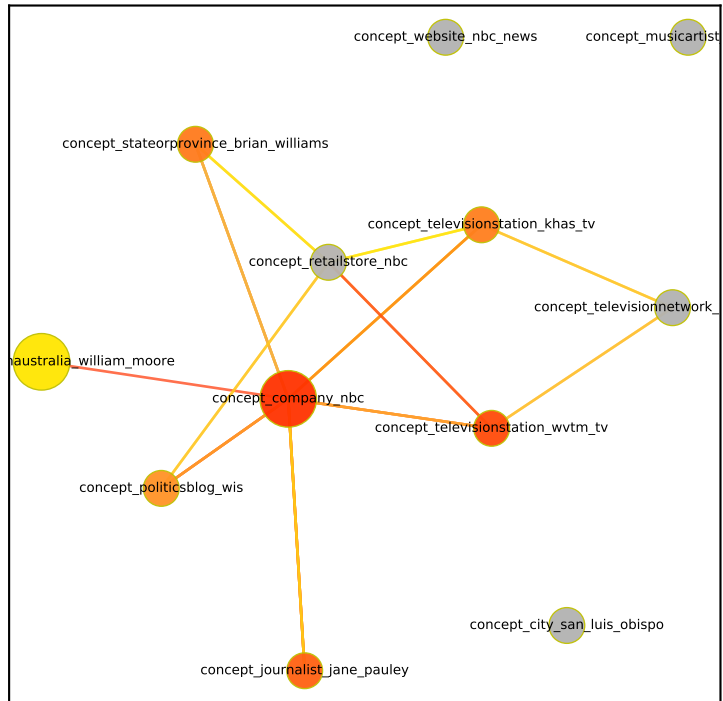 concept_website_nbc_news
concept_musicartist
concept_stateorprovince_brian_williams
concept_televisionstation_khas_tv
concept_retailstore_nbc
concept_televisionnetwork_
naustralia_william_moore
concept_company_nbc
concept_televisionstation_wvtm_tv
concept_politicsblog_wis
concept_city_san_luis_obispo
concept_journalist_jane_pauley